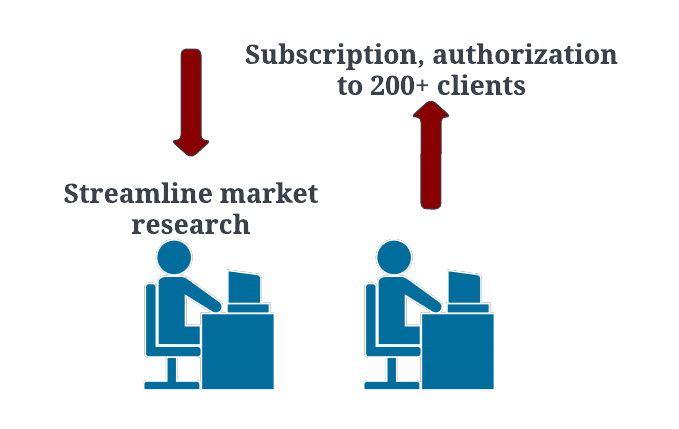 Subscription, authorization
to 200+ clients
Streamline market
research